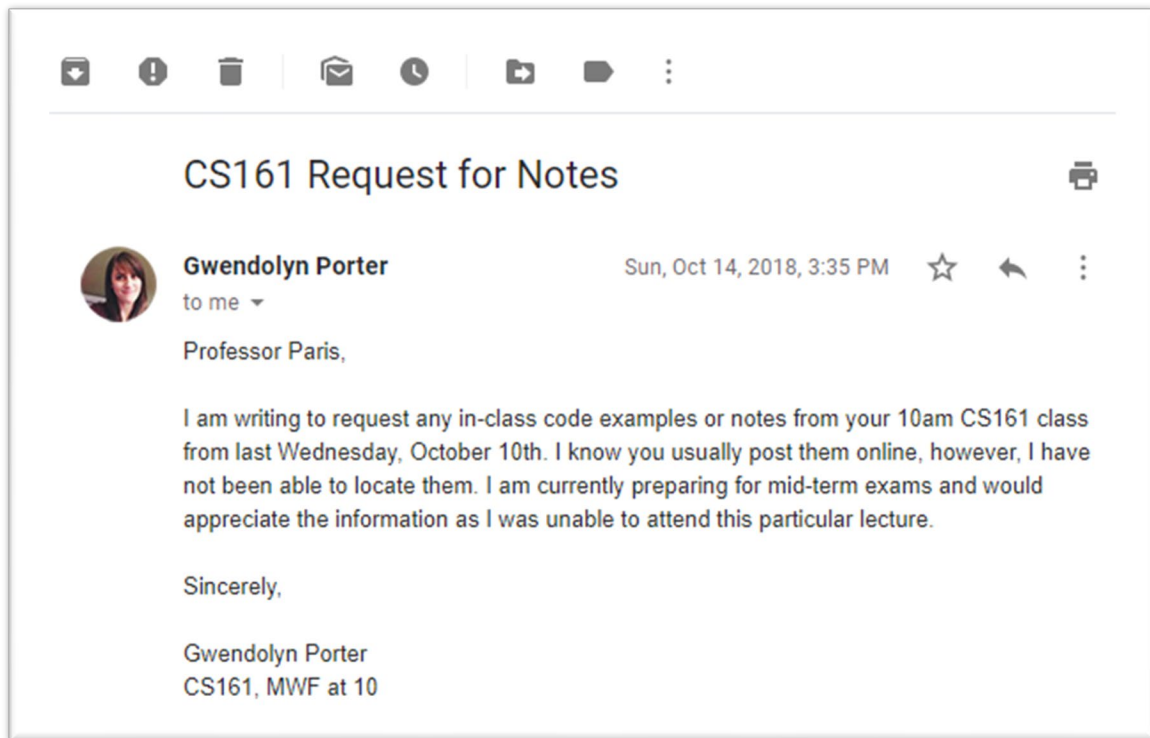 CS161 Request for Notes
Gwendolyn Porter
Sun, Oct 14, 2018, 3:35 PM
to me
Professor Paris,
I am writing to request any in-class code examples or notes from your 10am CS161 class
from last Wednesday, October 10th. I know you usually post them online, however, I have
not been able to locate them. I am currently preparing for mid-term exams and would
appreciate the information as I was unable to attend this particular lecture.
Sincerely,
Gwendolyn Porter
CS161, MWF at 10